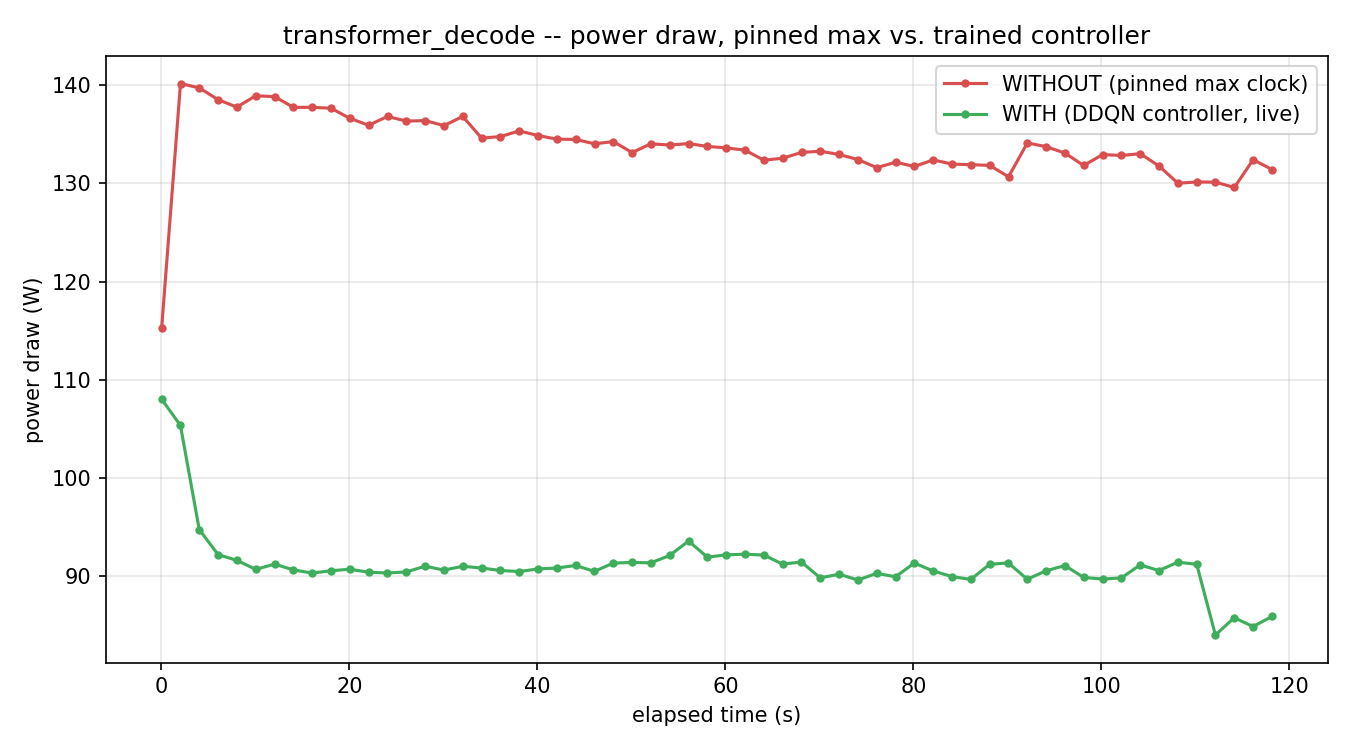 transformer_decode -- power draw, pinned max vs. trained controller
WITHOUT (pinned max clock)
WITH (DDQN controller, live)
140
130
120
110
100
90
power draw (W)
0 20 40 60 80 100 120
elapsed time (s)